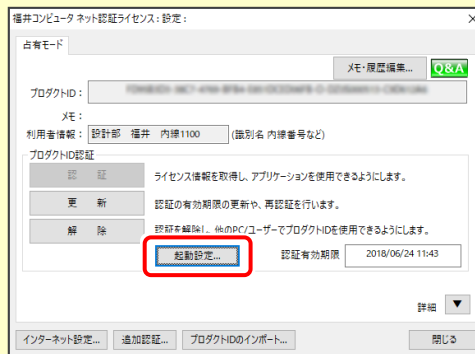 福井コンピュータ ネット認証ライセンス : 設定 :
占有モード
メモ・履歴編集... Q&A
プロダクトID :
メモ :
利用者情報 : 設計部 福井 内線1100 (識別名 内線番号など)
プロダクトID認証
認 証 ライセンス情報を取得し、アプリケーションを使用できるようにします。
更 新 認証の有効期限の更新や、再認証を行います。
解 除 認証を解除し、他のPC/ユーザーでプロダクトIDを使用できるようにします。
起動設定... 認証有効期限 2018/06/24 11:43
詳細 ▼
インターネット設定... 追加認証... プロダクトIDのインポート... 閉じる